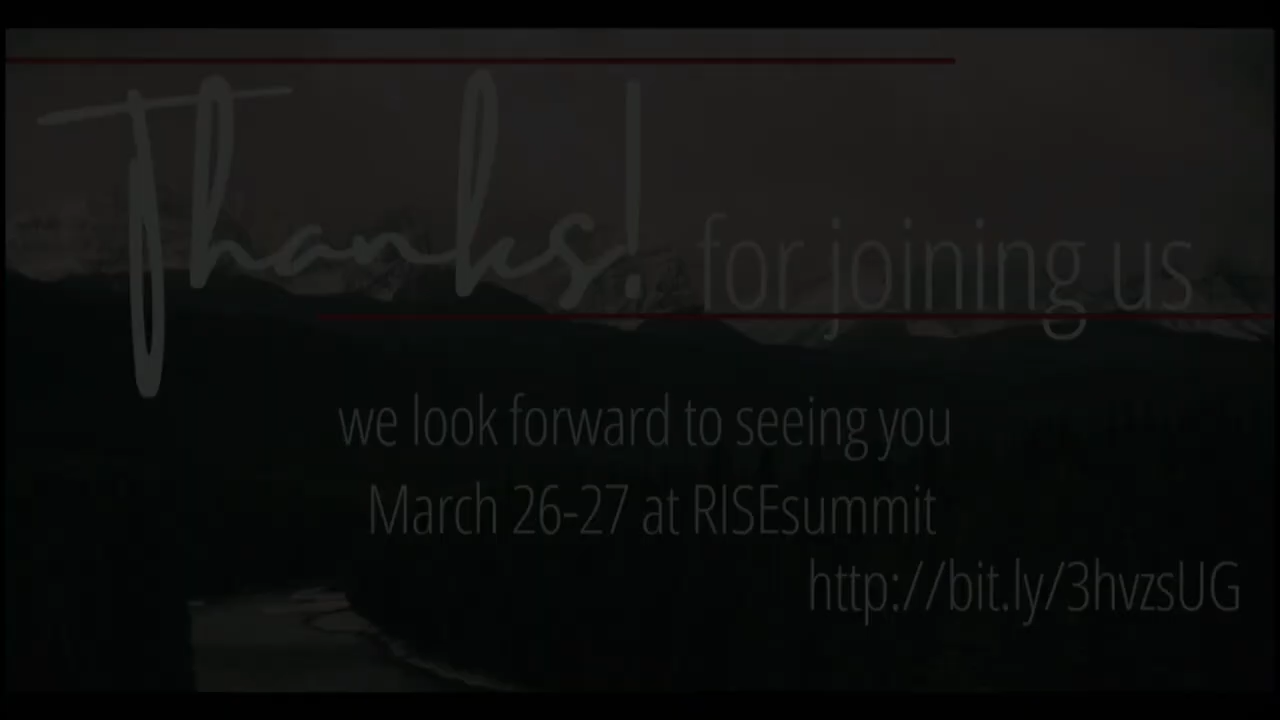 Thanks! for joining us
we look forward to seeing you
March 26-27 at RISEsummit
http://bit.ly/3hvzsUG